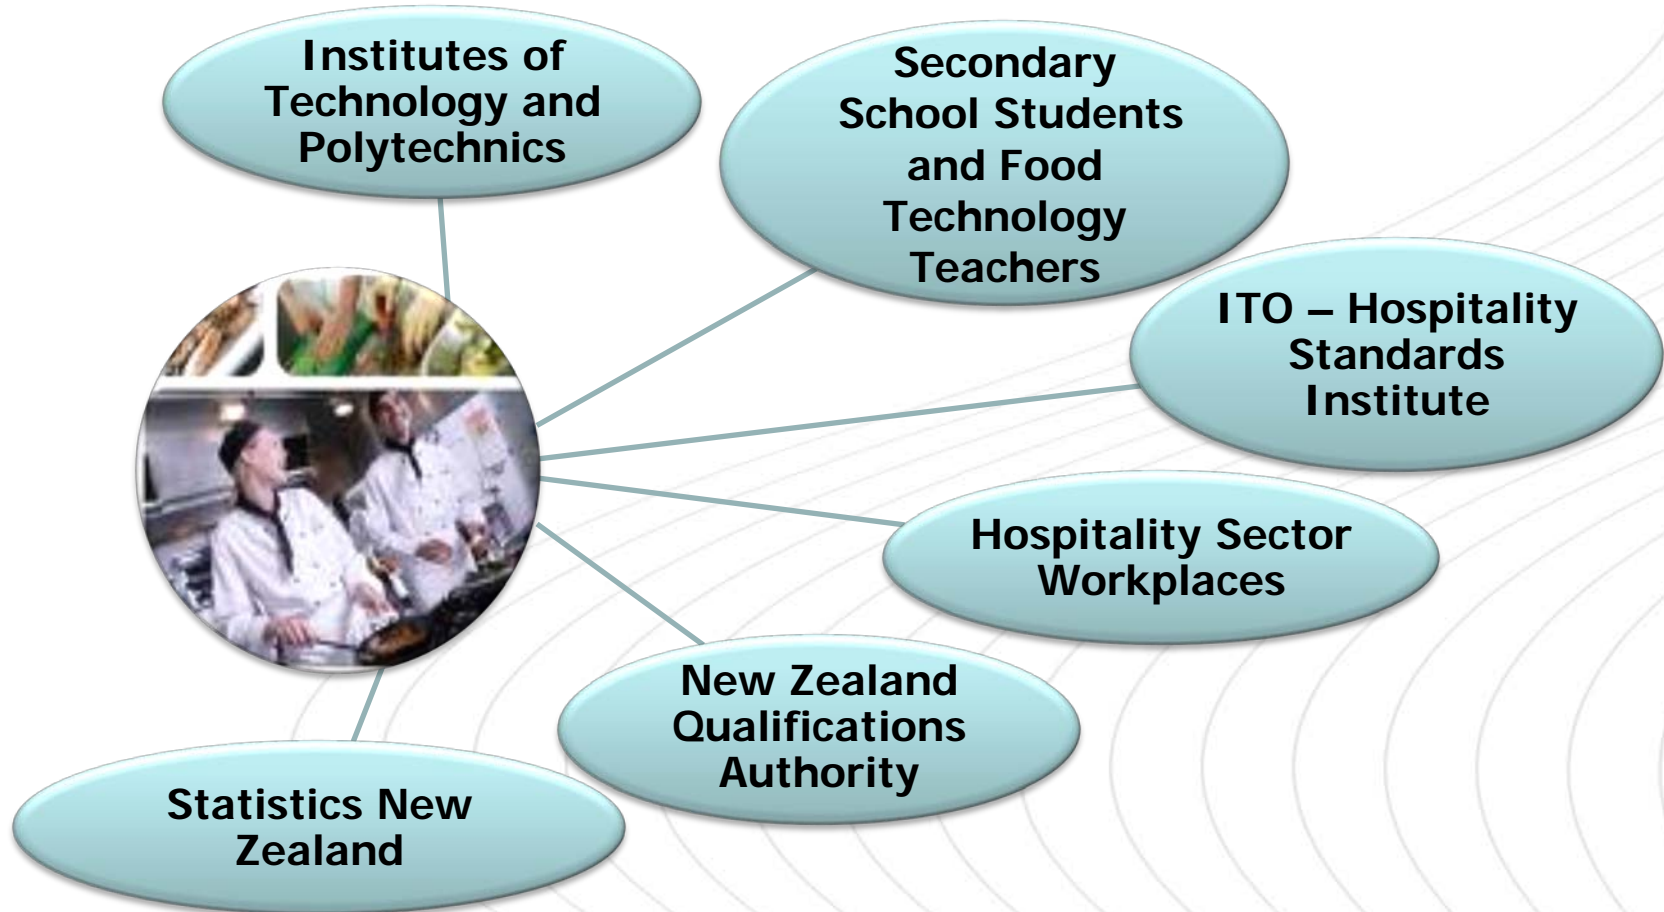 Institutes of
Technology and
Polytechnics
Secondary
School Students
and Food
Technology
Teachers
ITO – Hospitality
Standards
Institute
Hospitality Sector
Workplaces
New Zealand
Qualifications
Authority
Statistics New
Zealand